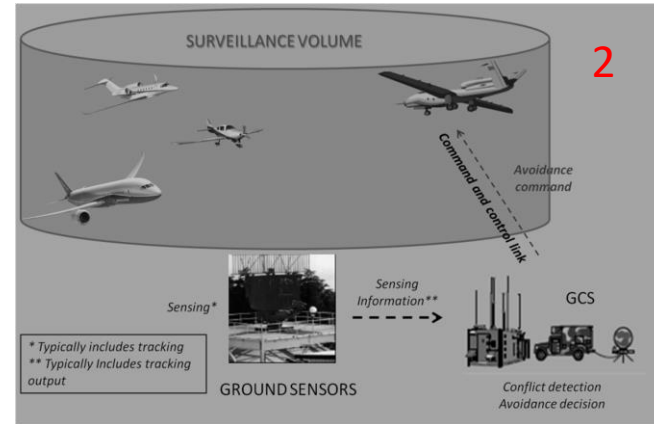 SURVEILLANCE VOLUME
2
Avoidance
command
Command and control link
Sensing*
Sensing
Information**
GCS
* Typically includes tracking
** Typically Includes tracking
output
GROUND SENSORS
Conflict detection
Avoidance decision